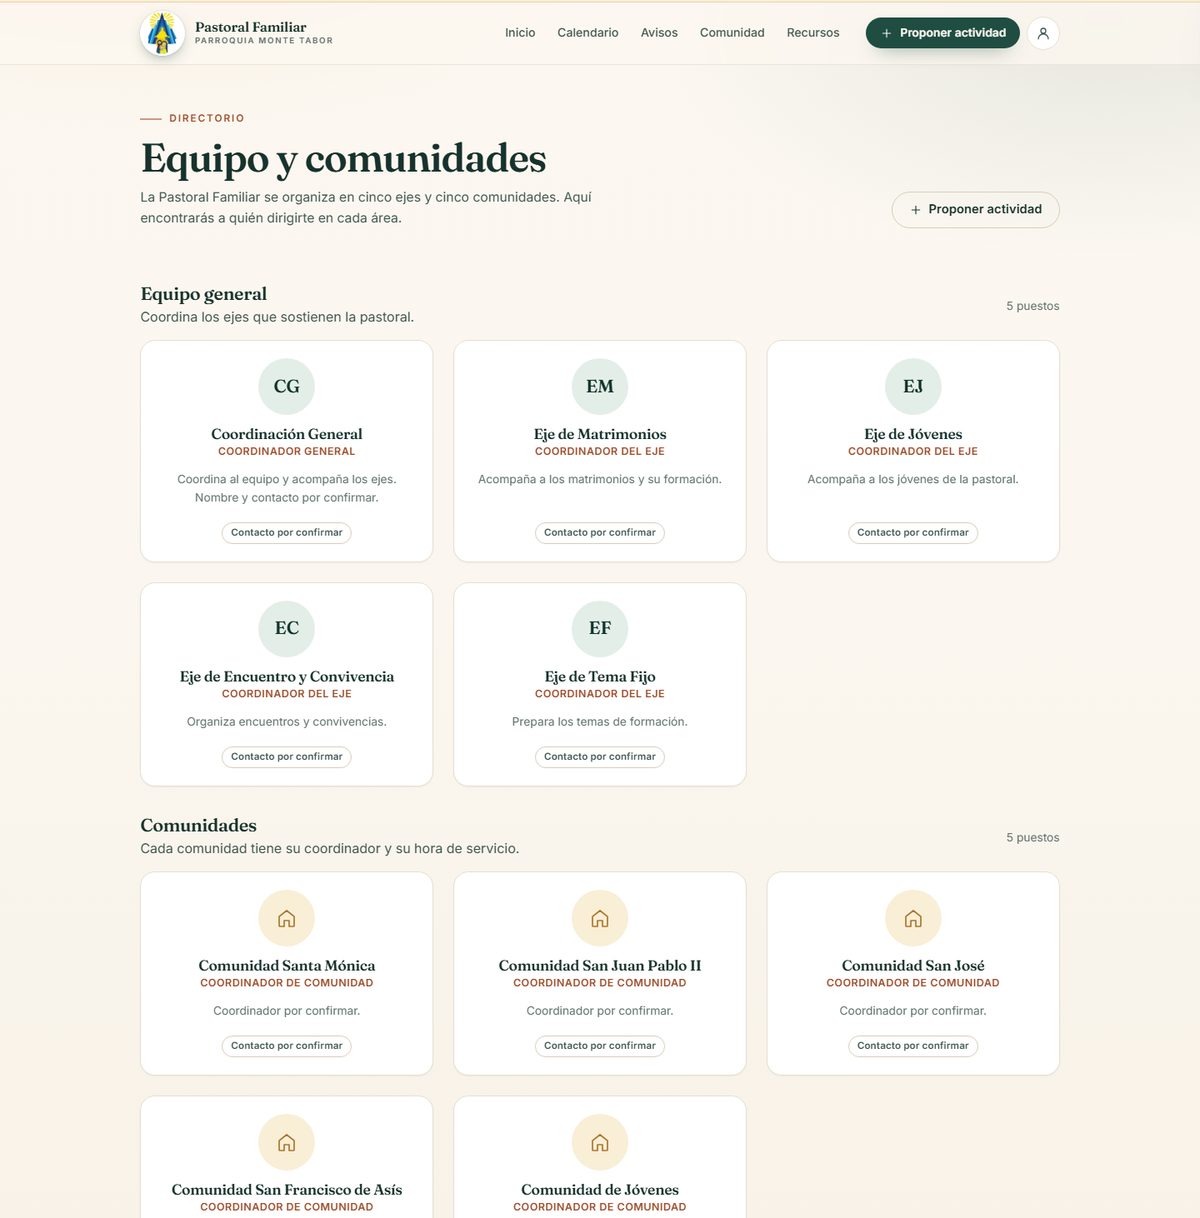 Pastoral Familiar
PARROQUIA MONTE TABOR
Inicio
Calendario
Avisos
Comunidad
Recursos
+ Proponer actividad
DIRECTORIO
Equipo y comunidades
La Pastoral Familiar se organiza en cinco ejes y cinco comunidades. Aquí
encontrarás a quién dirigirte en cada área.
+ Proponer actividad
Equipo general
Coordina los ejes que sostienen la pastoral.
5 puestos
CG
Coordinación General
COORDINADOR GENERAL
Coordina al equipo y acompaña los ejes.
Nombre y contacto por confirmar.
Contacto por confirmar
EM
Eje de Matrimonios
COORDINADOR DEL EJE
Acompaña a los matrimonios y su formación.
Contacto por confirmar
EJ
Eje de Jóvenes
COORDINADOR DEL EJE
Acompaña a los jóvenes de la pastoral.
Contacto por confirmar
EC
Eje de Encuentro y Convivencia
COORDINADOR DEL EJE
Organiza encuentros y convivencias.
Contacto por confirmar
EF
Eje de Tema Fijo
COORDINADOR DEL EJE
Prepara los temas de formación.
Contacto por confirmar
Comunidades
Cada comunidad tiene su coordinador y su hora de servicio.
5 puestos
Comunidad Santa Mónica
COORDINADOR DE COMUNIDAD
Coordinador por confirmar.
Contacto por confirmar
Comunidad San Juan Pablo II
COORDINADOR DE COMUNIDAD
Coordinador por confirmar.
Contacto por confirmar
Comunidad San José
COORDINADOR DE COMUNIDAD
Coordinador por confirmar.
Contacto por confirmar
Comunidad San Francisco de Asís
COORDINADOR DE COMUNIDAD
Comunidad de Jóvenes
COORDINADOR DE COMUNIDAD